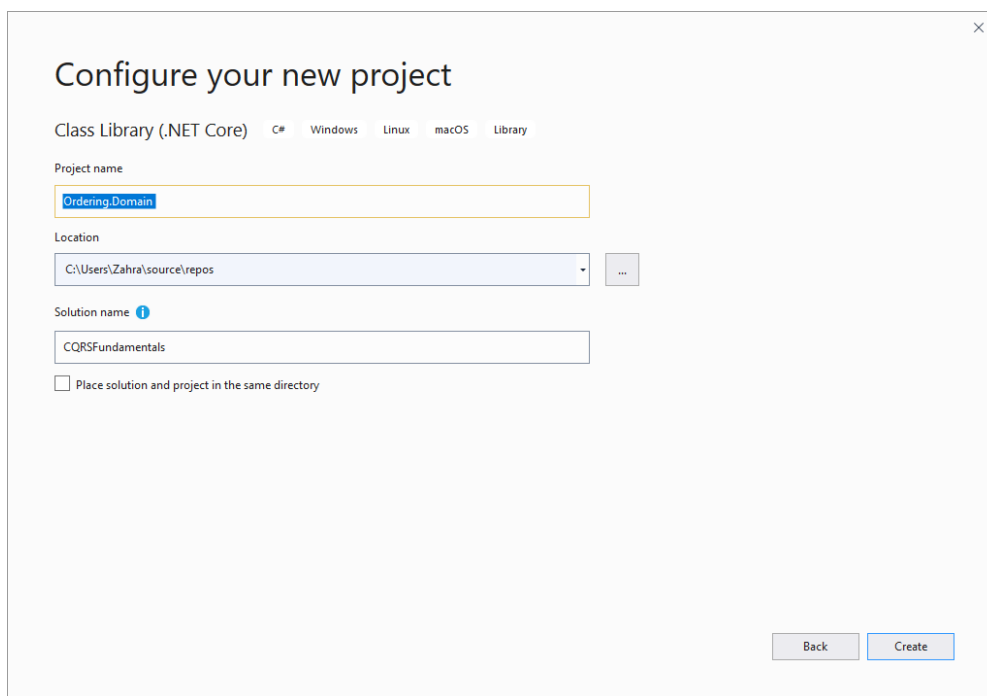 Configure your new project
Class Library (.NET Core) C# Windows Linux macOS Library
Project name
Ordering.Domain
Location
C:\Users\Zahra\source\repos
...
Solution name
CQRSFundamentals
Place solution and project in the same directory
Back Create